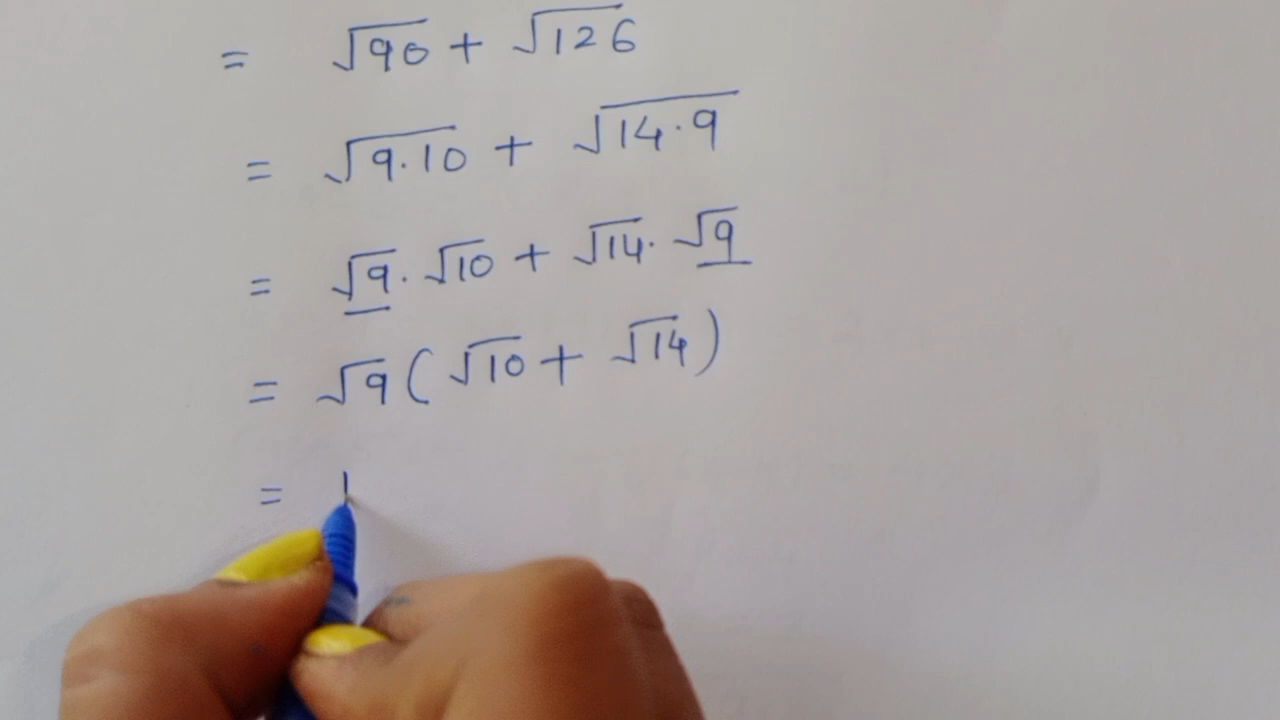 = √90 + √126
= √9·10 + √14·9
= √9 · √10 + √14 · √9
= √9 ( √10 + √14 )
=